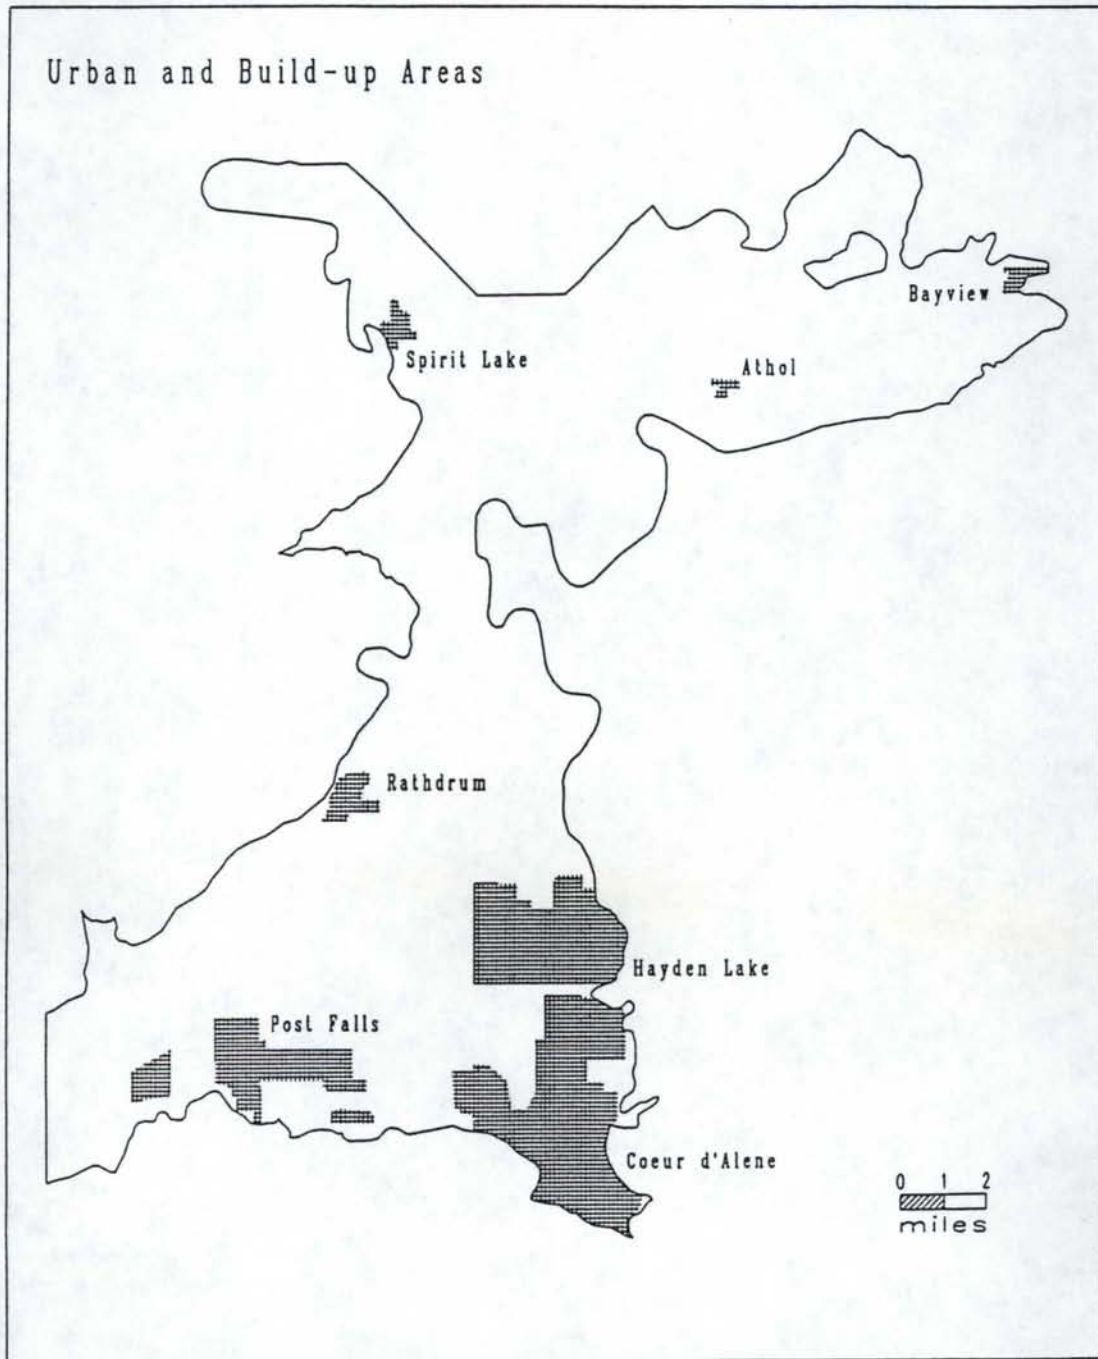 Urban and Build-up Areas
Bayview
Spirit Lake
Athol
Rathdrum
Hayden Lake
Post Falls
Coeur d'Alene
0 1 2
miles